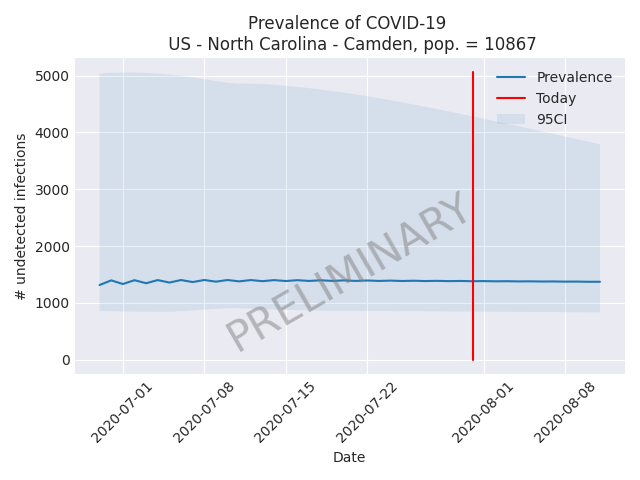 Prevalence of COVID-19
US - North Carolina - Camden, pop. = 10867
Prevalence
Today
95CI
5000
4000
3000
2000
1000
0
# undetected infections
PRELIMINARY
2020-07-01
2020-07-08
2020-07-15
2020-07-22
2020-08-01
2020-08-08
Date